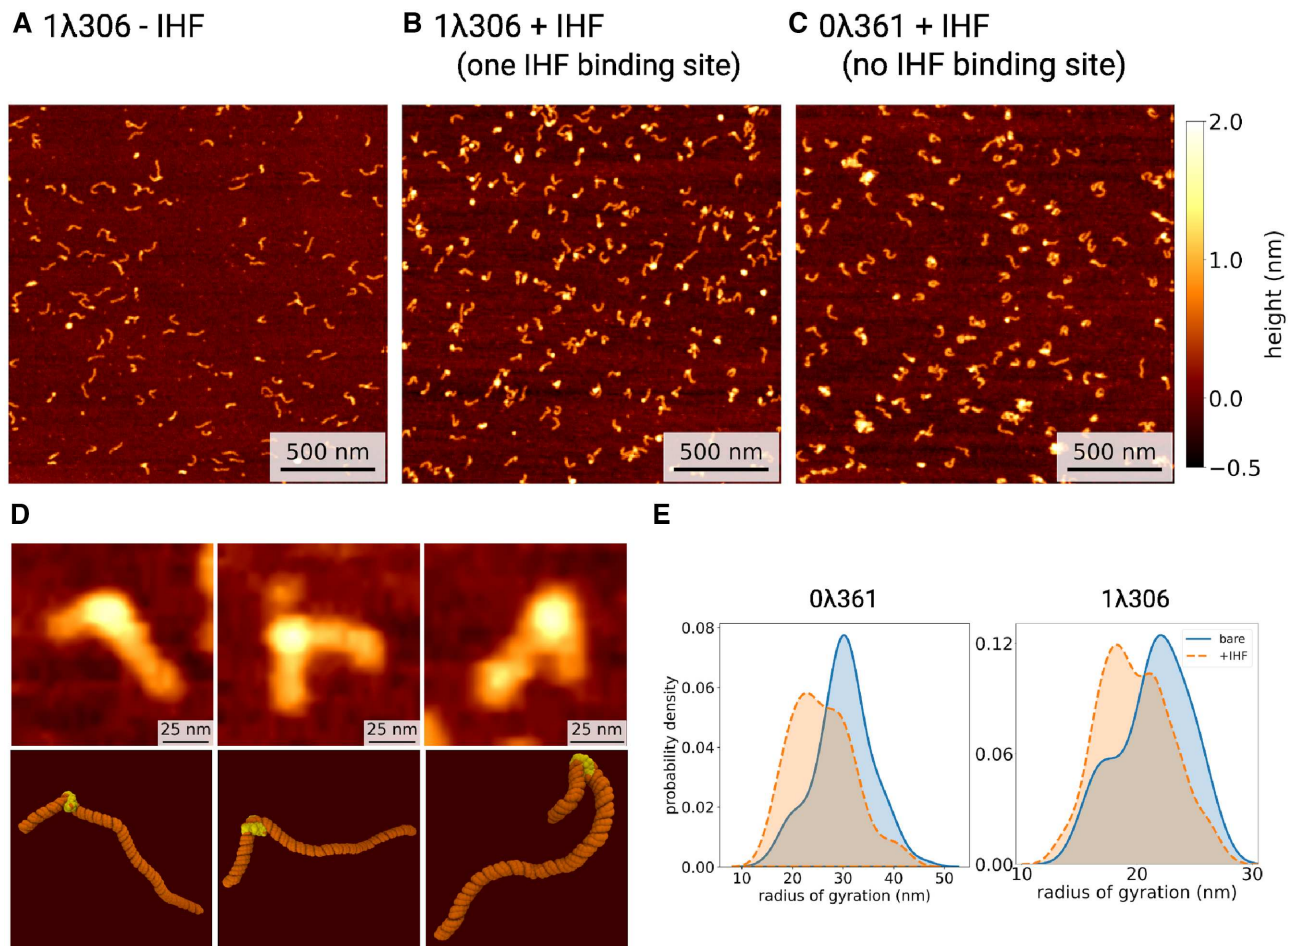 A 1λ306 - IHF
B 1λ306 + IHF
(one IHF binding site)
C 0λ361 + IHF
(no IHF binding site)
500 nm
500 nm
500 nm
2.0
1.0
0.0
−0.5
height (nm)
D
25 nm
25 nm
25 nm
E
0λ361
probability density
0.08
0.06
0.04
0.02
0.00
10 20 30 40 50
radius of gyration (nm)
1λ306
bare
+IHF
0.12
0.06
0.00
10 20 30
radius of gyration (nm)